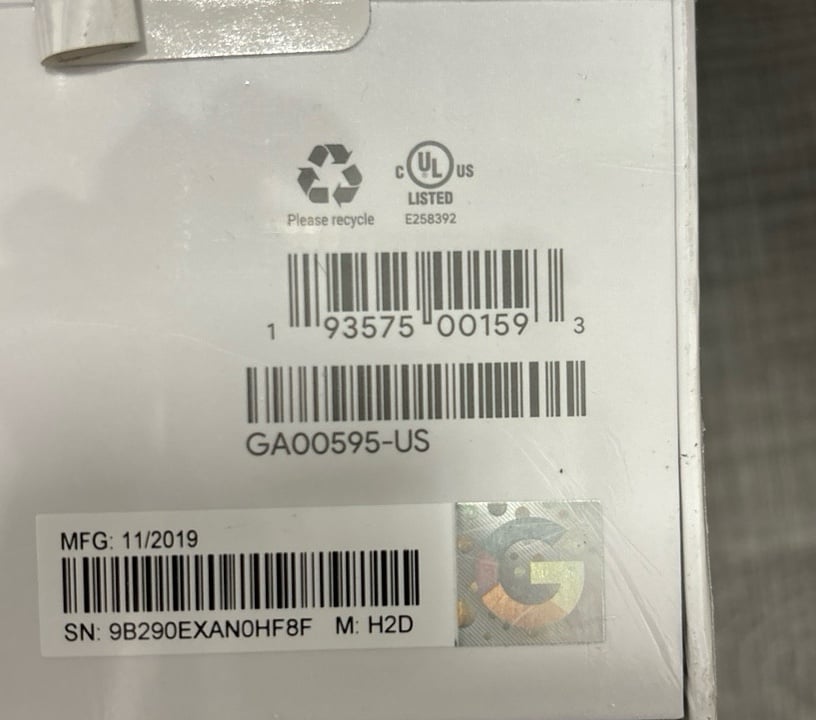 C UL US
LISTED
Please recycle
E258392
1 93575 00159 3
GA00595-US
MFG: 11/2019
SN: 9B290EXAN0HF8F M: H2D
G